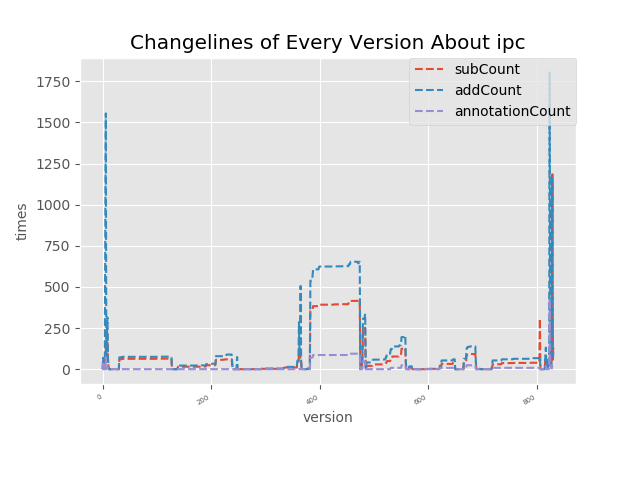 Changelines of Every Version About ipc
subCount
addCount
annotationCount
times
1750
1500
1250
1000
750
500
250
0
0
200
400
600
800
version